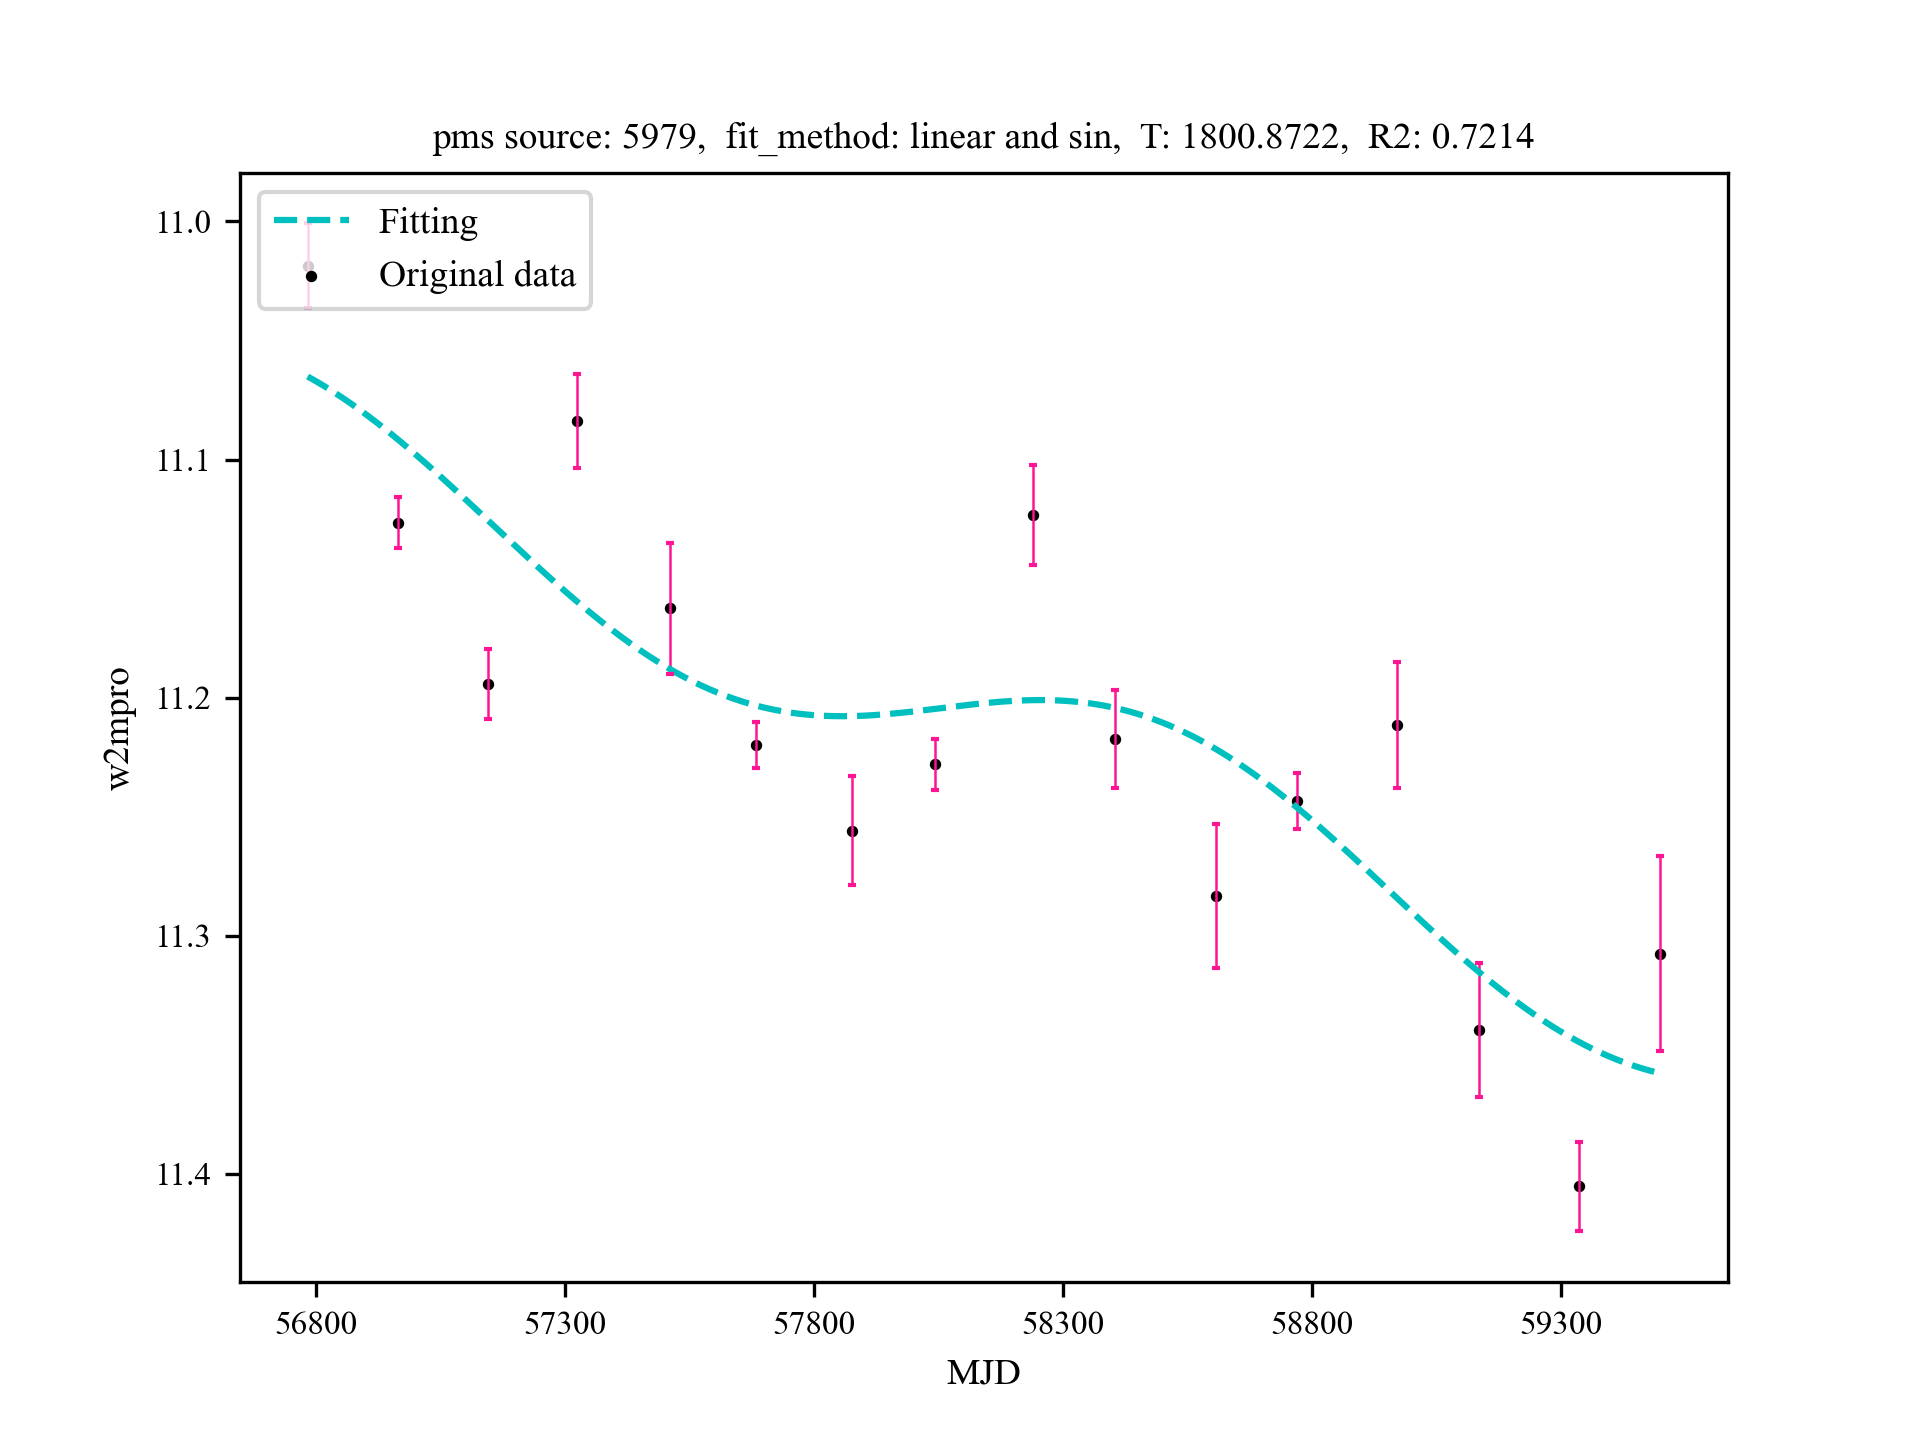 pms source: 5979, fit_method: linear and sin, T: 1800.8722, R2: 0.7214
Fitting
Original data
11.0
11.1
11.2
11.3
11.4
w2mpro
56800 57300 57800 58300 58800 59300
MJD